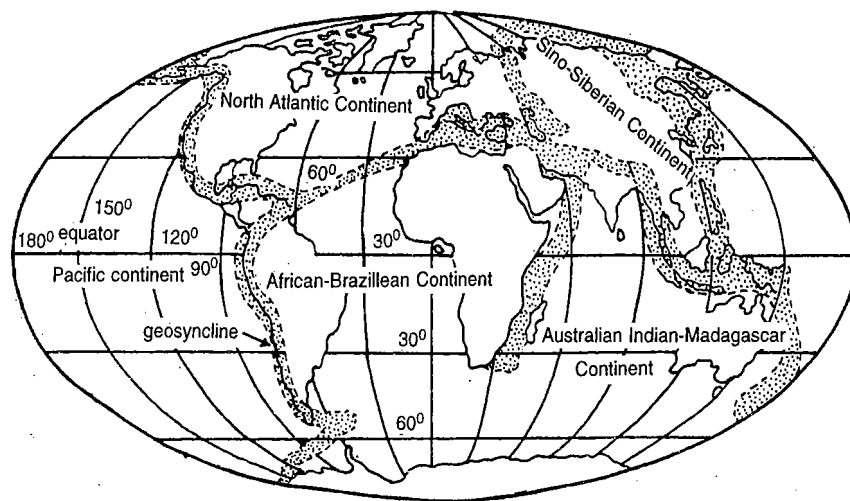 Sino-Siberian Continent
North Atlantic Continent
60⁰
150⁰
180⁰ equator
120⁰
30⁰
Pacific continent
90⁰
African-Brazillean Continent
geosyncline
30⁰
Australian Indian-Madagascar
Continent
60⁰